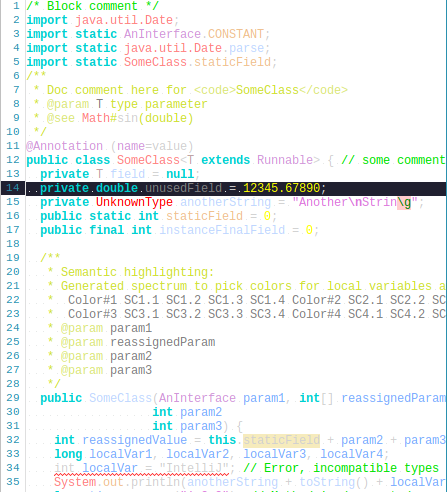 1 /* Block comment */
2 import java.util.Date;
3 import static AnInterface.CONSTANT;
4 import static java.util.Date.parse;
5 import static SomeClass.staticField;
6 /**
7 * Doc comment here for <code>SomeClass</code>
8 * @param T type parameter
9 * @see Math#sin(double)
10 */
11 @Annotation (name=value)
12 public class SomeClass<T extends Runnable> { // some comment
13 private T field = null;
14 private double unusedField = 12345.67890;
15 private UnknownType anotherString = "Another\nStrin\g";
16 public static int staticField = 0;
17 public final int instanceFinalField = 0;
18
19 /**
20 * Semantic highlighting:
21 * Generated spectrum to pick colors for local variables a
22 * Color#1 SC1.1 SC1.2 SC1.3 SC1.4 Color#2 SC2.1 SC2.2 SC
23 * Color#3 SC3.1 SC3.2 SC3.3 SC3.4 Color#4 SC4.1 SC4.2 SC
24 * @param param1
25 * @param reassignedParam
26 * @param param2
27 * @param param3
28 */
29 public SomeClass(AnInterface param1, int[] reassignedParam
30 int param2
31 int param3) {
32 int reassignedValue = this.staticField + param2 + param3
33 long localVar1, localVar2, localVar3, localVar4;
34 int localVar = "IntelliJ"; // Error, incompatible types
35 System.out.println(anotherString + toString() + localVa